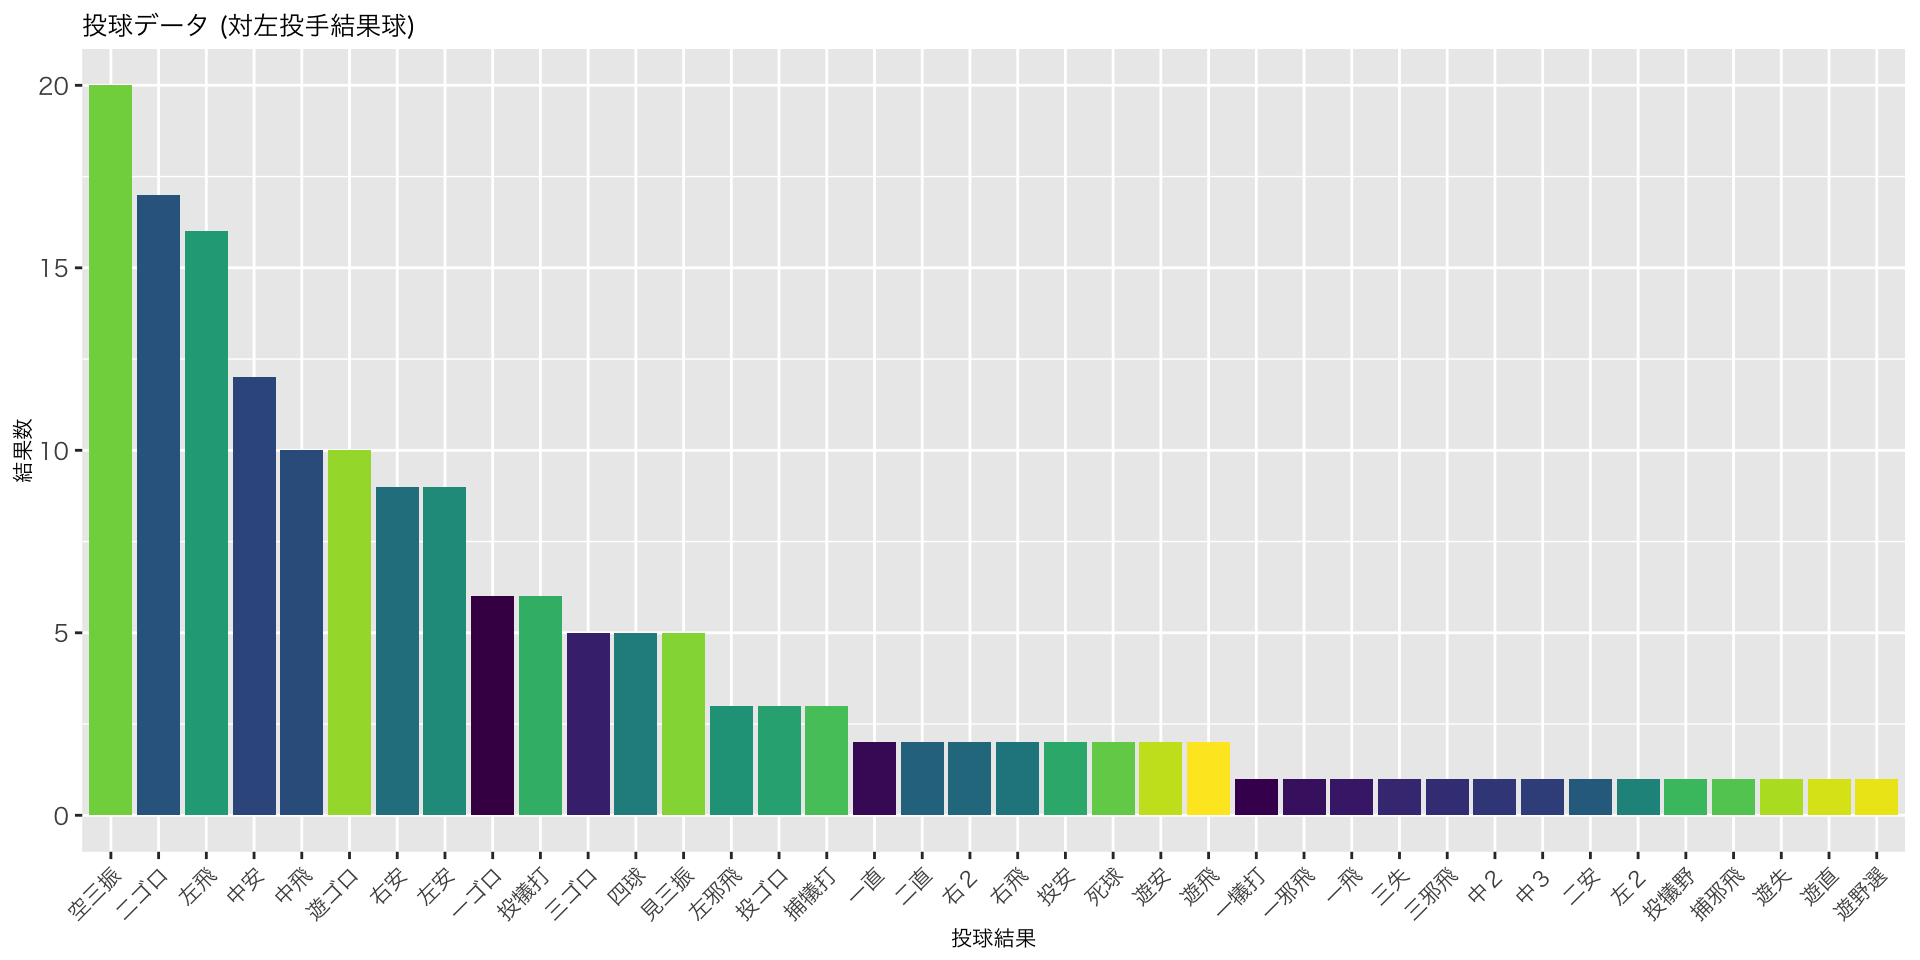 投球データ (対左投手結果球)
結果数
20
15
10
5
0
空三振
二ゴロ
左飛
中安
中飛
遊ゴロ
右安
左安
一ゴロ
投犠打
三ゴロ
四球
見三振
左邪飛
投ゴロ
捕犠打
一直
二直
右２
右飛
投安
死球
遊安
遊飛
一犠打
一邪飛
一飛
三失
三邪飛
中２
中３
二安
左２
投犠野
捕邪飛
遊失
遊直
遊野選
投球結果